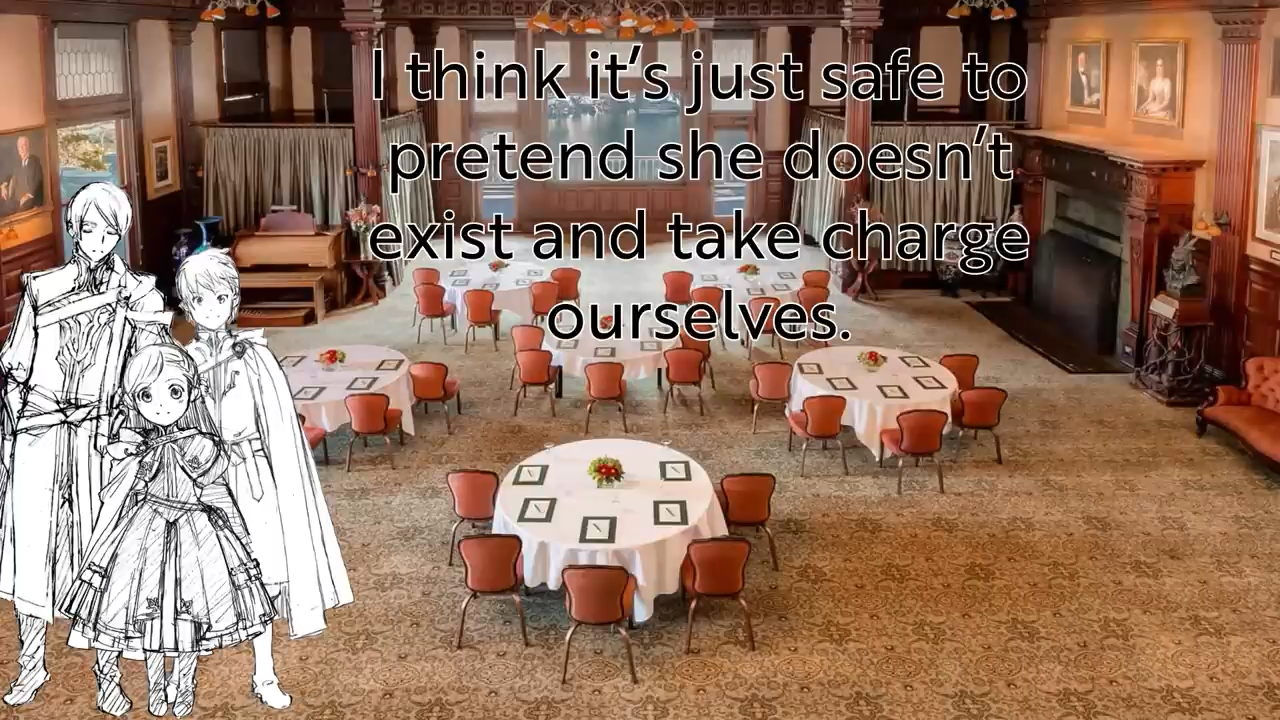 I think it's just safe to
pretend she doesn't
exist and take charge
ourselves.